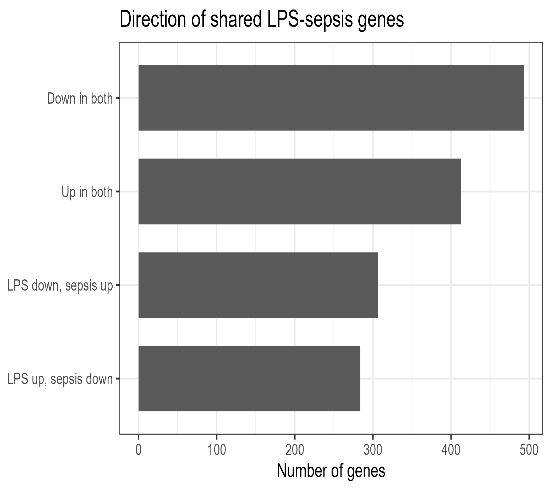 Direction of shared LPS-sepsis genes
Down in both
Up in both
LPS down, sepsis up
LPS up, sepsis down
0 100 200 300 400 500
Number of genes